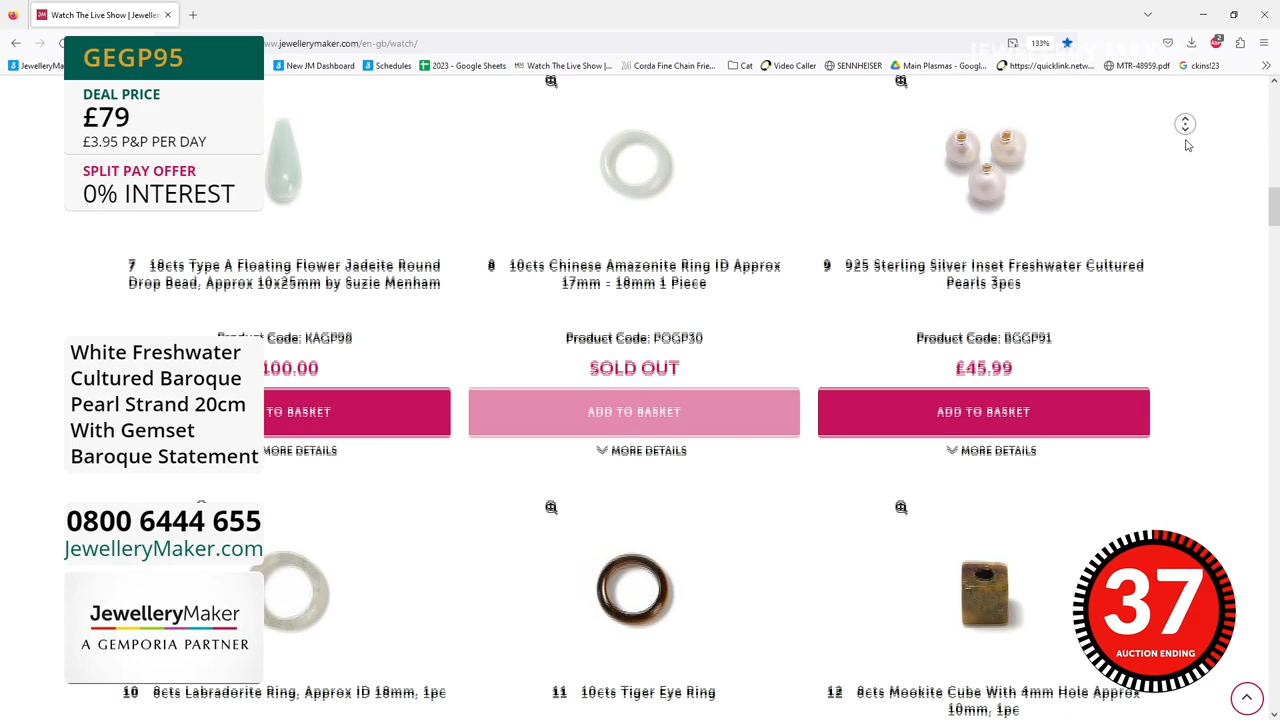 Watch The Live Show | Jeweller
ww.jewellerymaker.com/en-gb/watch/
133%
JewelleryMa
New JM Dashboard
Schedules
2023 - Google Sheets
Watch The Live Show |...
Corda Fine Chain Frie...
Cat
Video Caller
SENNHEISER
Main Plasmas - Googl...
https://quicklink.netw...
MTR-48959.pdf
ckins!23
GEGP95
DEAL PRICE
£79
£3.95 P&P PER DAY
SPLIT PAY OFFER
0% INTEREST
7 18cts Type A Floating Flower Jadeite Round
Drop Bead, Approx 10x25mm by Suzie Menham
8 10cts Chinese Amazonite Ring ID Approx
17mm - 18mm 1 Piece
9 925 Sterling Silver Inset Freshwater Cultured
Pearls 3pcs
Product Code: KAGP98
Product Code: POGP30
Product Code: BGGP91
100.00
SOLD OUT
£45.99
TO BASKET
ADD TO BASKET
ADD TO BASKET
MORE DETAILS
MORE DETAILS
MORE DETAILS
White Freshwater
Cultured Baroque
Pearl Strand 20cm
With Gemset
Baroque Statement
0800 6444 655
JewelleryMaker.com
JewelleryMaker
A GEMPORIA PARTNER
37
AUCTION ENDING
10 8cts Labradorite Ring, Approx ID 18mm, 1pc
11 10cts Tiger Eye Ring
12 8cts Mookite Cube With 4mm Hole Approx
10mm, 1pc